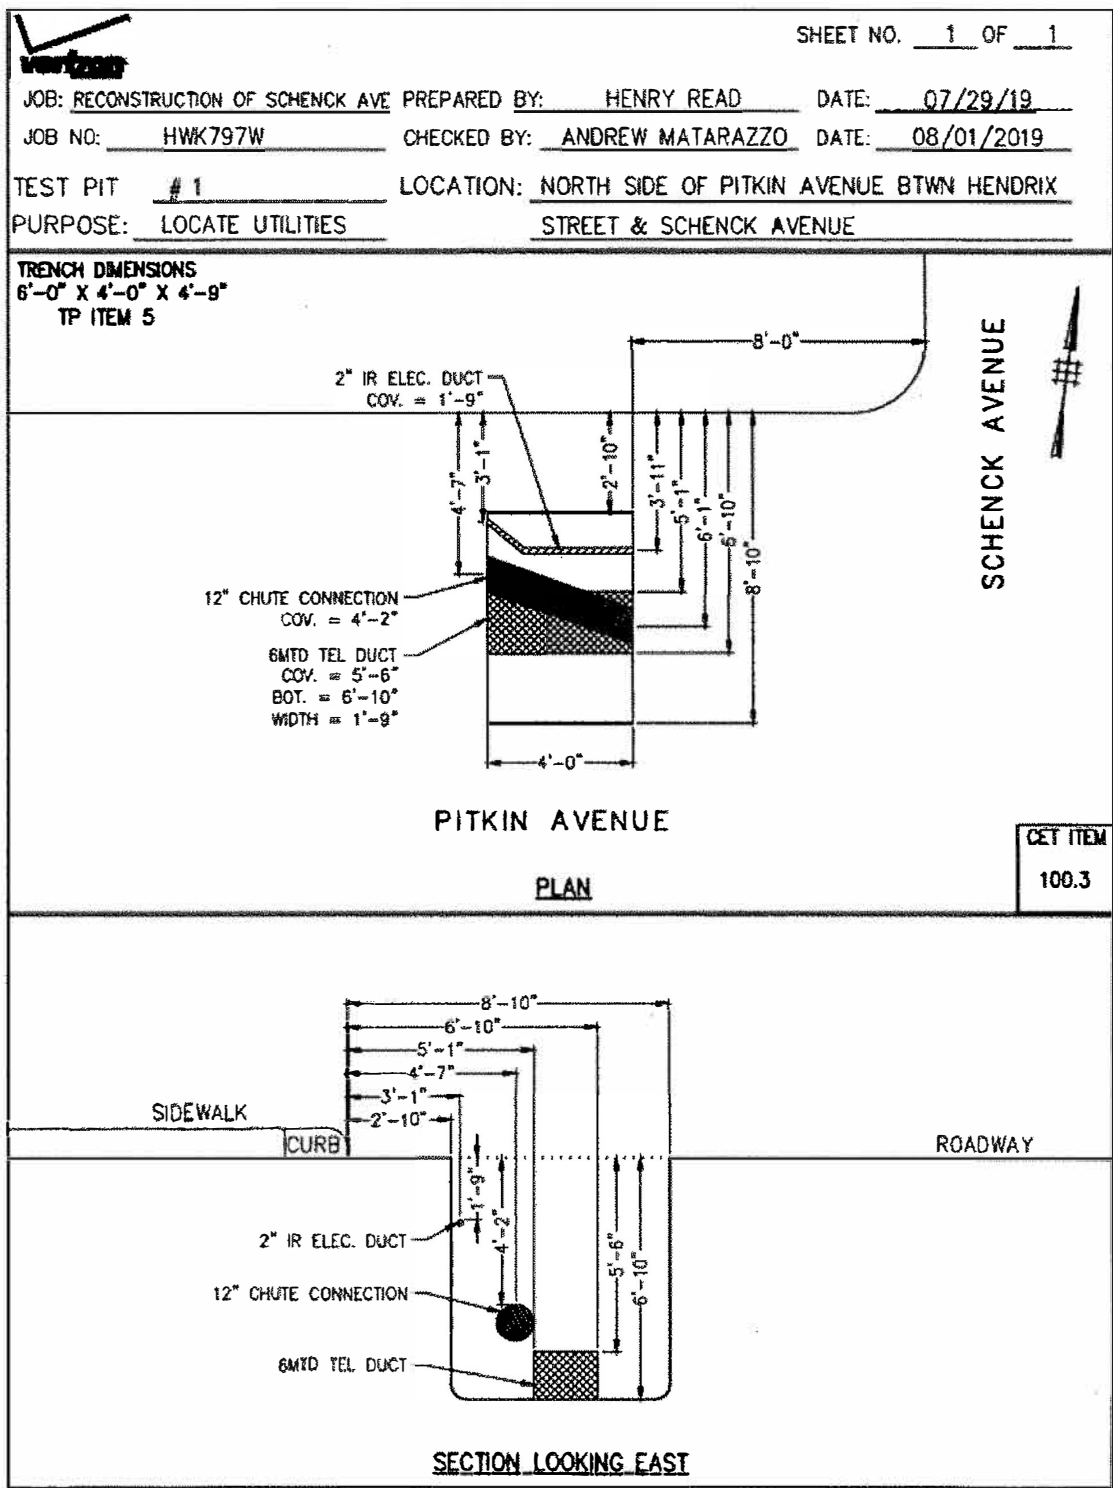 verizon
SHEET NO. 1 OF 1
JOB: RECONSTRUCTION OF SCHENCK AVE PREPARED BY: HENRY READ DATE: 07/29/19
JOB NO: HWK797W CHECKED BY: ANDREW MATARAZZO DATE: 08/01/2019
TEST PIT #1 LOCATION: NORTH SIDE OF PITKIN AVENUE BTWN HENDRIX
PURPOSE: LOCATE UTILITIES STREET & SCHENCK AVENUE
TRENCH DIMENSIONS
6'-0" X 4'-0" X 4'-9"
TP ITEM 5
8'-0"
SCHENCK AVENUE
2" IR ELEC. DUCT
COV. = 1'-9"
4'-7"
3'-1"
2'-10"
3'-11"
5'-1"
6'-1"
6'-10"
8'-10"
12" CHUTE CONNECTION
COV. = 4'-2"
6MTD TEL DUCT
COV. = 5'-6"
BOT. = 6'-10"
WIDTH = 1'-9"
4'-0"
PITKIN AVENUE
PLAN
CET ITEM
100.3
8'-10"
6'-10"
5'-1"
4'-7"
3'-1"
2'-10"
SIDEWALK
CURB
ROADWAY
1'-9"
4'-2"
5'-6"
6'-10"
2" IR ELEC. DUCT
12" CHUTE CONNECTION
6MTD TEL DUCT
SECTION LOOKING EAST